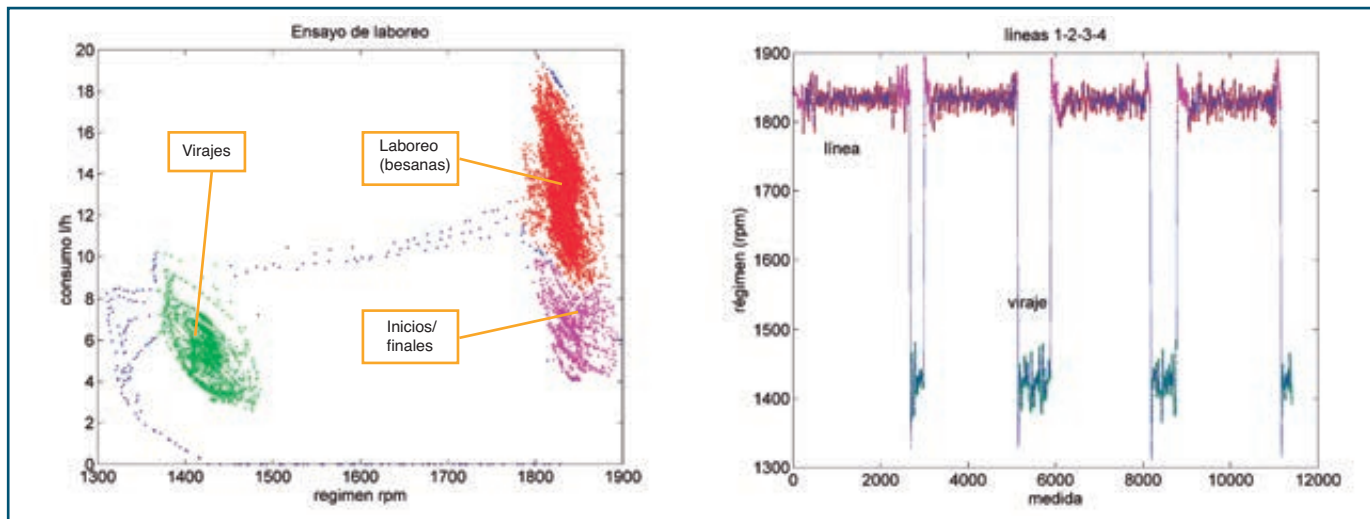 Ensayo de laboreo
20
18
16
14
12
10
8
6
4
2
0
consumo l/h
Virajes
Laboreo
(besanas)
Inicios/
finales
1300 1400 1500 1600 1700 1800 1900
regimen rpm
líneas 1-2-3-4
1900
1800
1700
1600
1500
1400
1300
régimen (rpm)
línea
viraje
0 2000 4000 6000 8000 10000 12000
medida